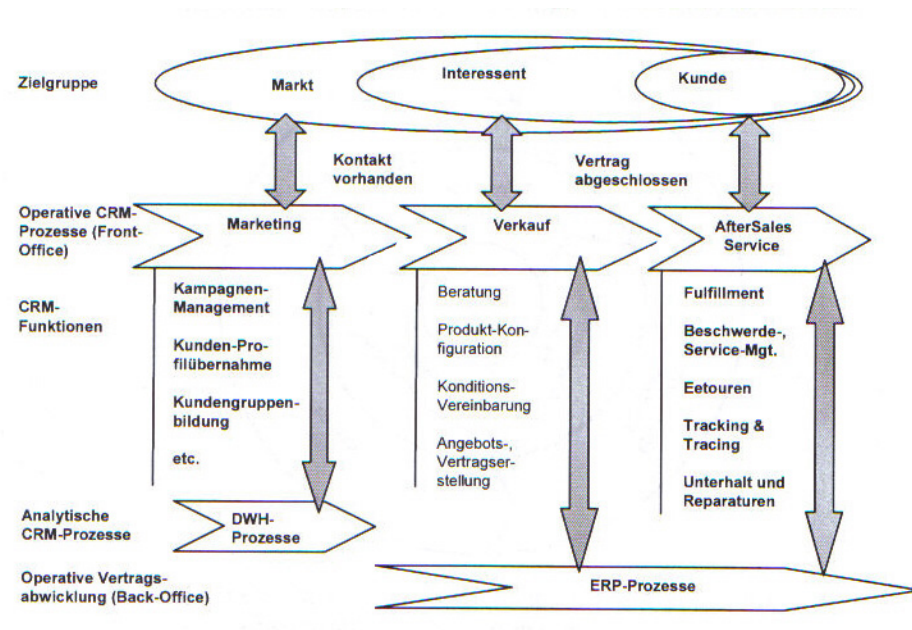 Zielgruppe
Markt
Interessent
Kunde
Kontakt
vorhanden
Vertrag
abgeschlossen
Operative CRM-
Prozesse (Front-
Office)
Marketing
Verkauf
AfterSales
Service
CRM-
Funktionen
Kampagnen-
Management
Kunden-Pro-
filübernahme
Kundengruppen-
bildung
etc.
Beratung
Produkt-Kon-
figuration
Konditions-
Vereinbarung
Angebots-,
Vertragser-
stellung
Fulfillment
Beschwerde-,
Service-Mgt.
Eetouren
Tracking &
Tracing
Unterhalt und
Reparaturen
Analytische
CRM-Prozesse
DWH-
Prozesse
Operative Vertrags-
abwicklung (Back-Office)
ERP-Prozesse